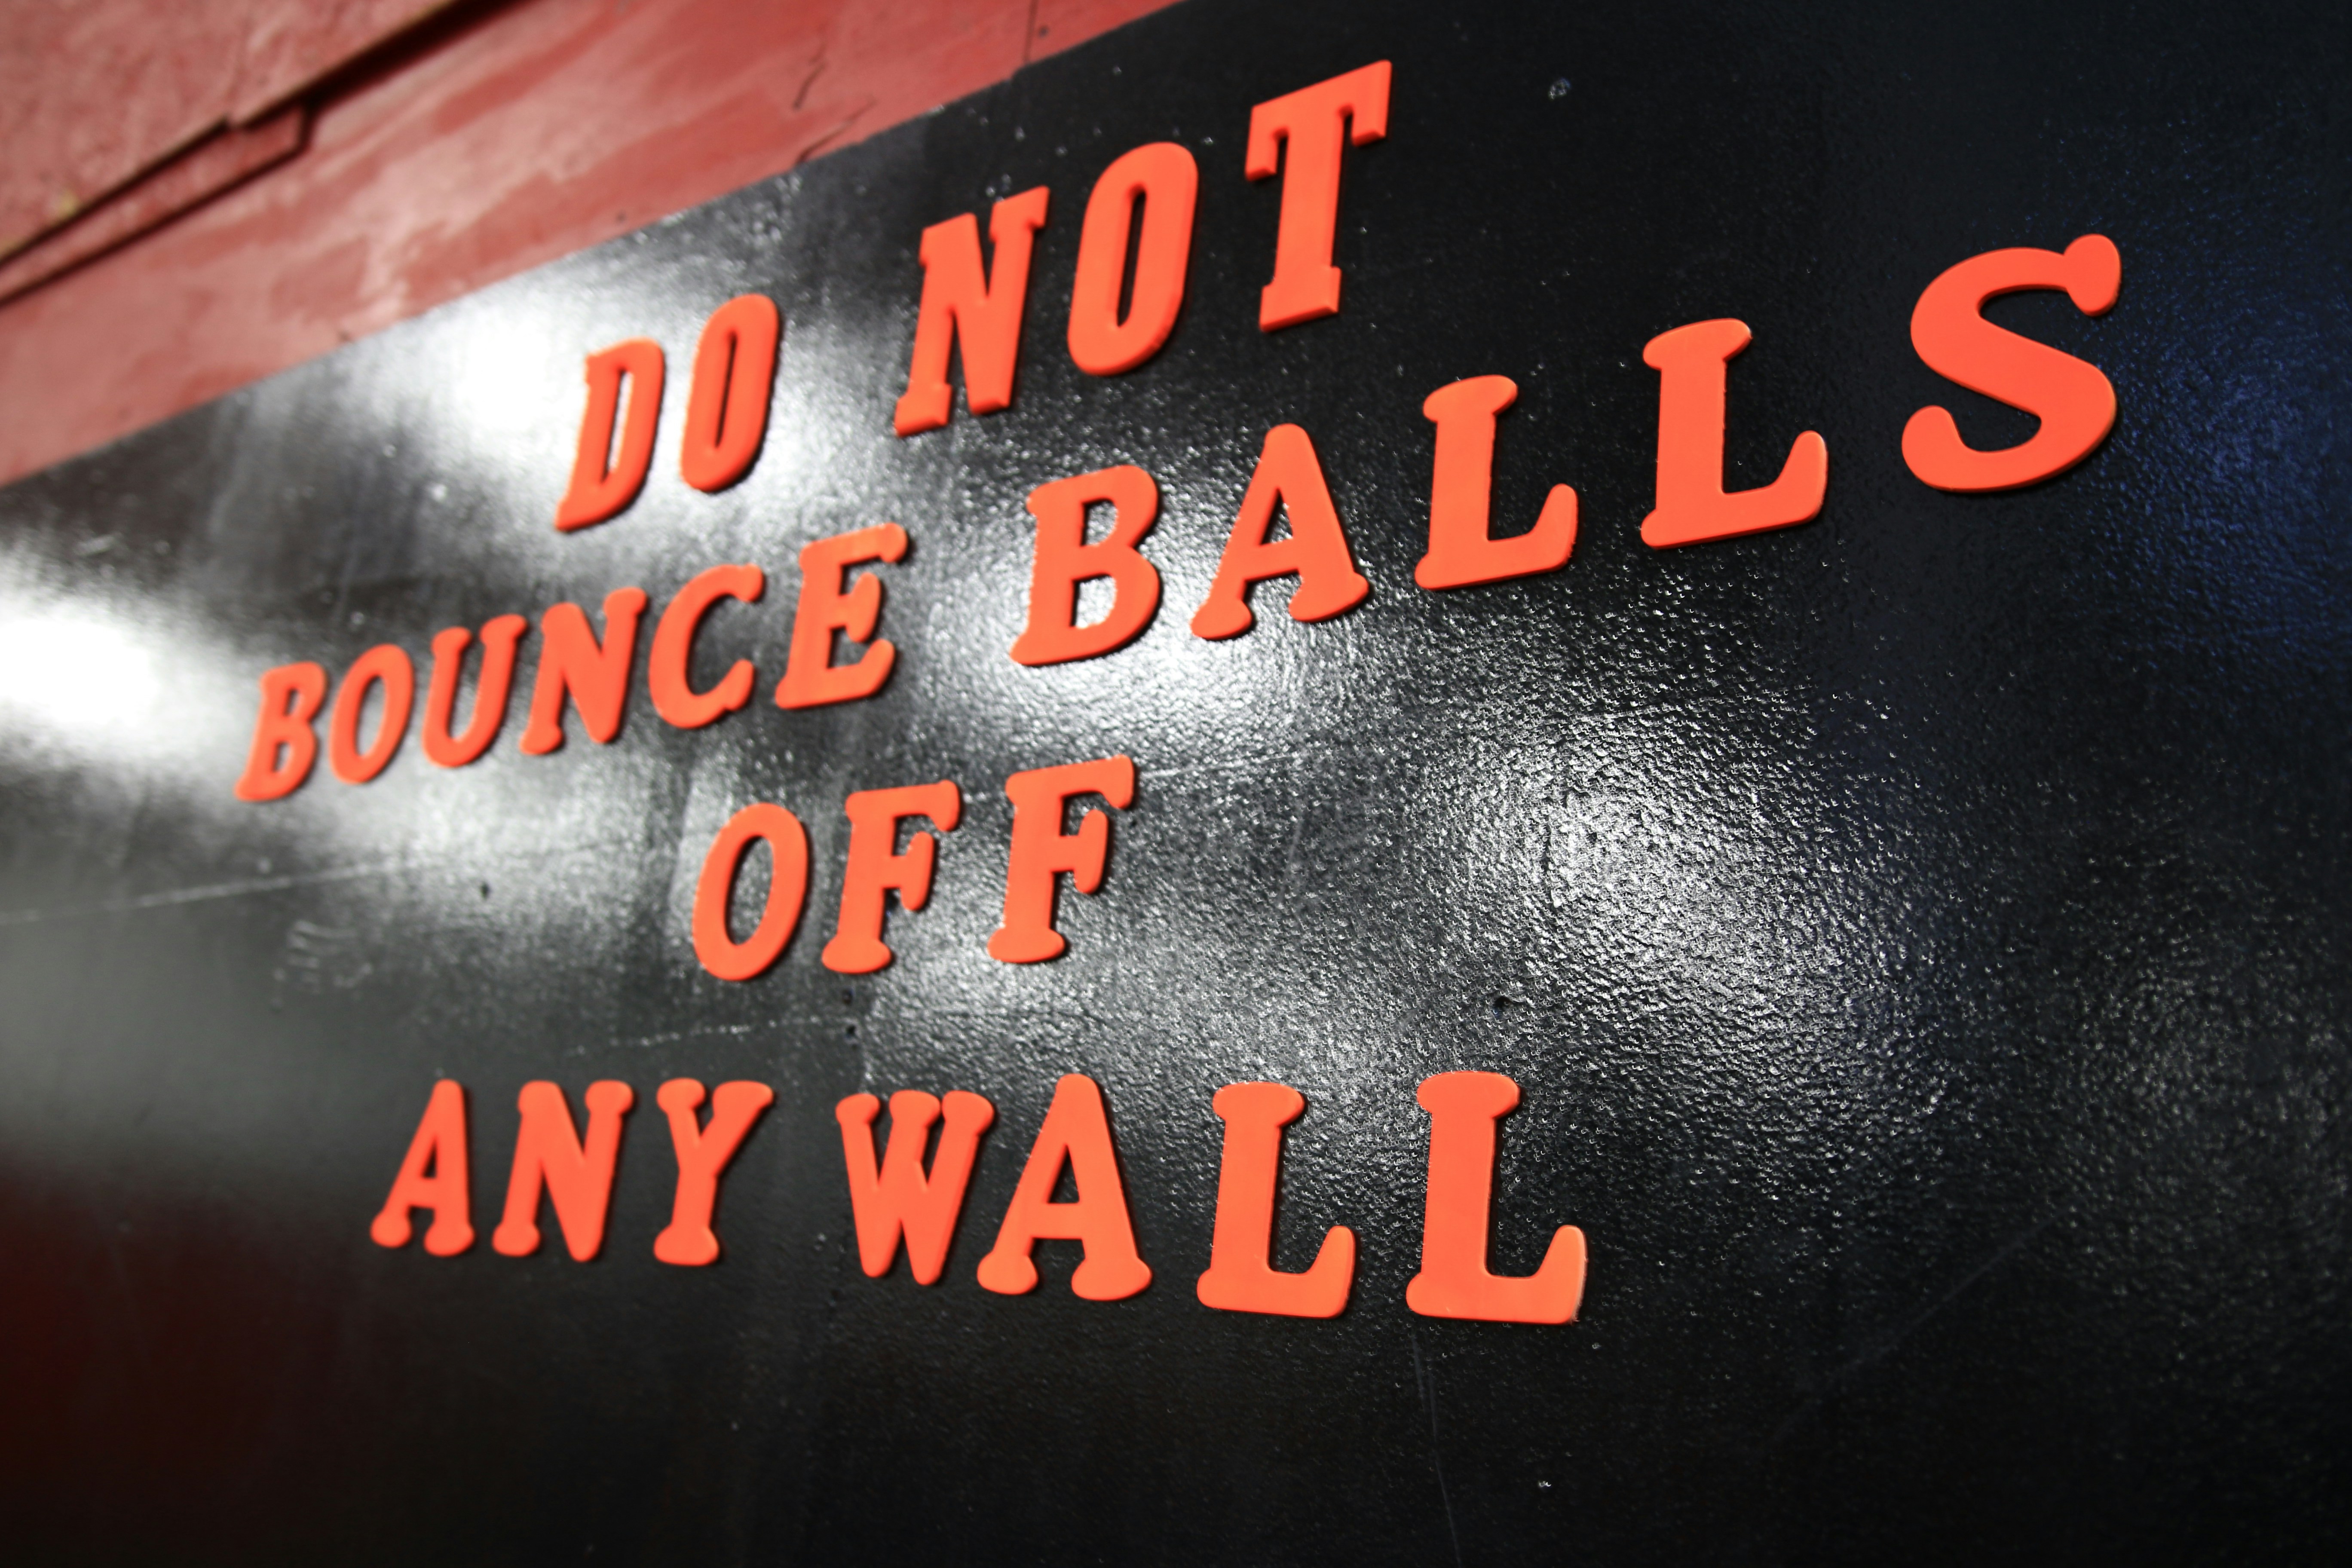 DO NOT
BOUNCE BALLS
OFF
ANY WALL